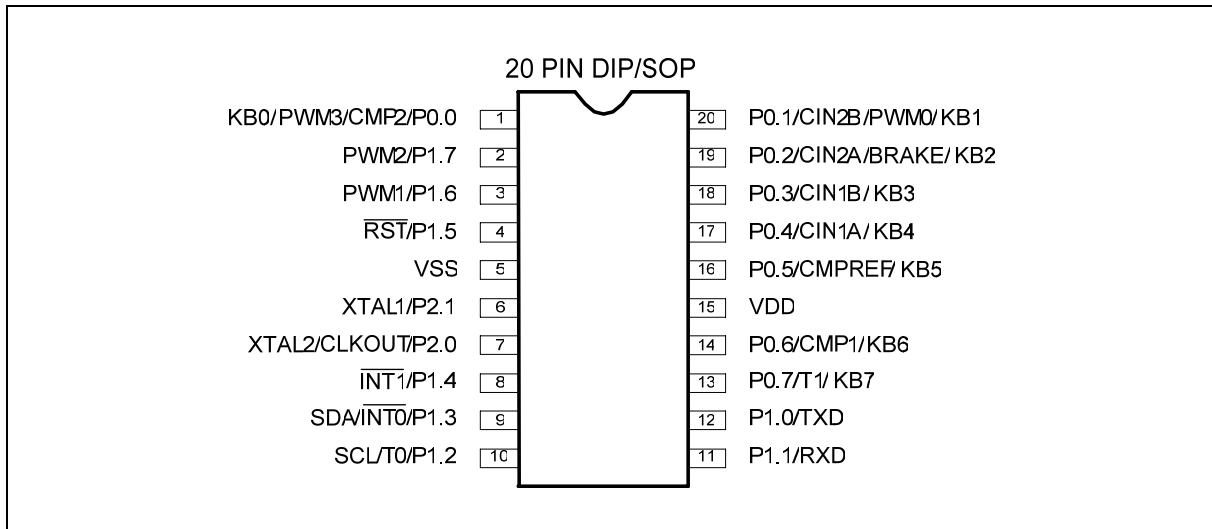 20 PIN DIP/SOP
KB0/PWM3/CMP2/P0.0 1 20 P0.1/CIN2B/PWM0/KB1
PWM2/P1.7 2 19 P0.2/CIN2A/BRAKE/KB2
PWM1/P1.6 3 18 P0.3/CIN1B/KB3
R̅S̅T̅/P1.5 4 17 P0.4/CIN1A/KB4
VSS 5 16 P0.5/CMPREF/KB5
XTAL1/P2.1 6 15 VDD
XTAL2/CLKOUT/P2.0 7 14 P0.6/CMP1/KB6
I̅N̅T̅1̅/P1.4 8 13 P0.7/T1/KB7
SDA/I̅N̅T̅0̅/P1.3 9 12 P1.0/TXD
SCL/T0/P1.2 10 11 P1.1/RXD